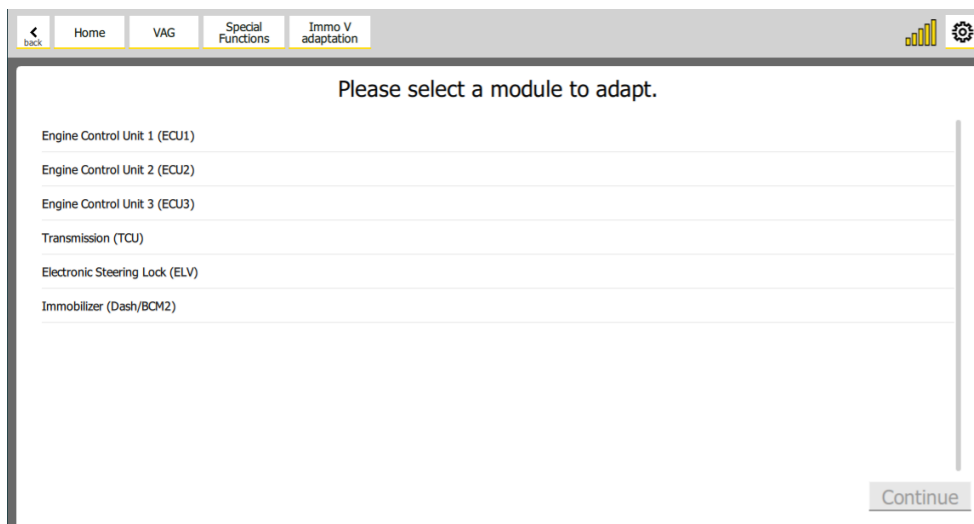 back
Home
VAG
Special
Functions
Immo V
adaptation
Please select a module to adapt.
Engine Control Unit 1 (ECU1)
Engine Control Unit 2 (ECU2)
Engine Control Unit 3 (ECU3)
Transmission (TCU)
Electronic Steering Lock (ELV)
Immobilizer (Dash/BCM2)
Continue